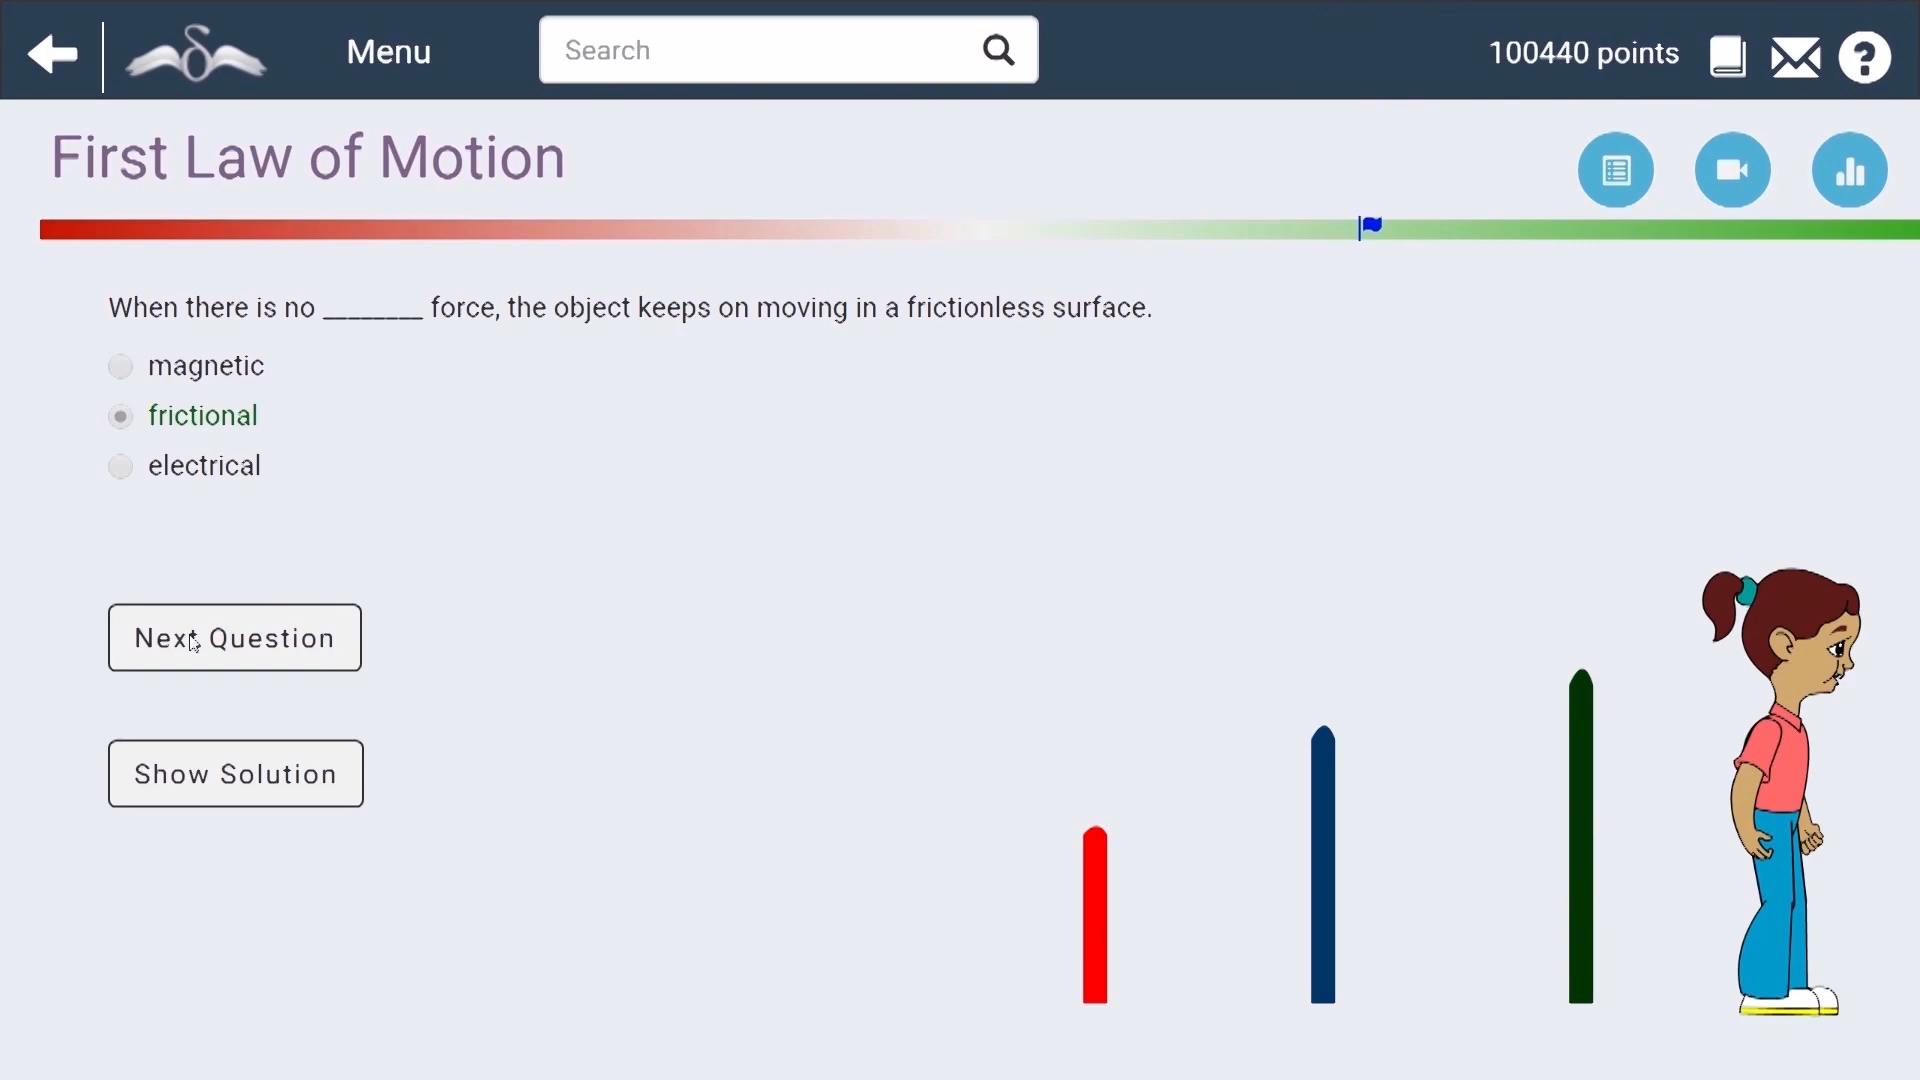 Menu
Search
100440 points
First Law of Motion
When there is no ________ force, the object keeps on moving in a frictionless surface.
magnetic
frictional
electrical
Next Question
Show Solution